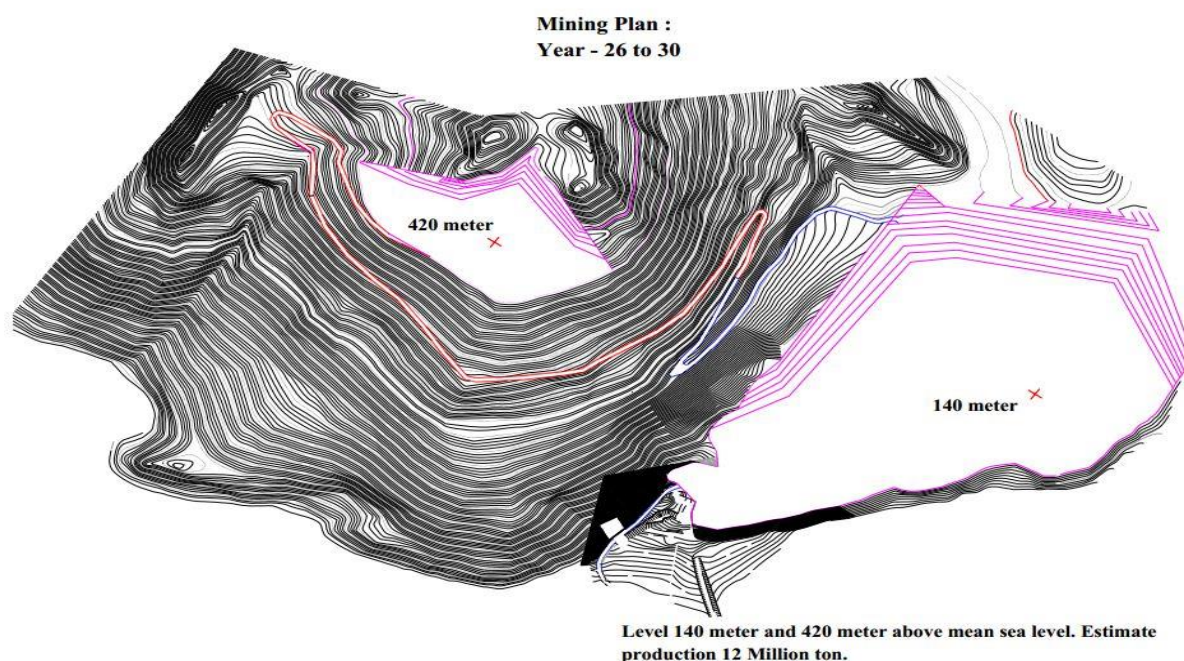 Mining Plan :
Year - 26 to 30
420 meter
140 meter
Level 140 meter and 420 meter above mean sea level. Estimate
production 12 Million ton.